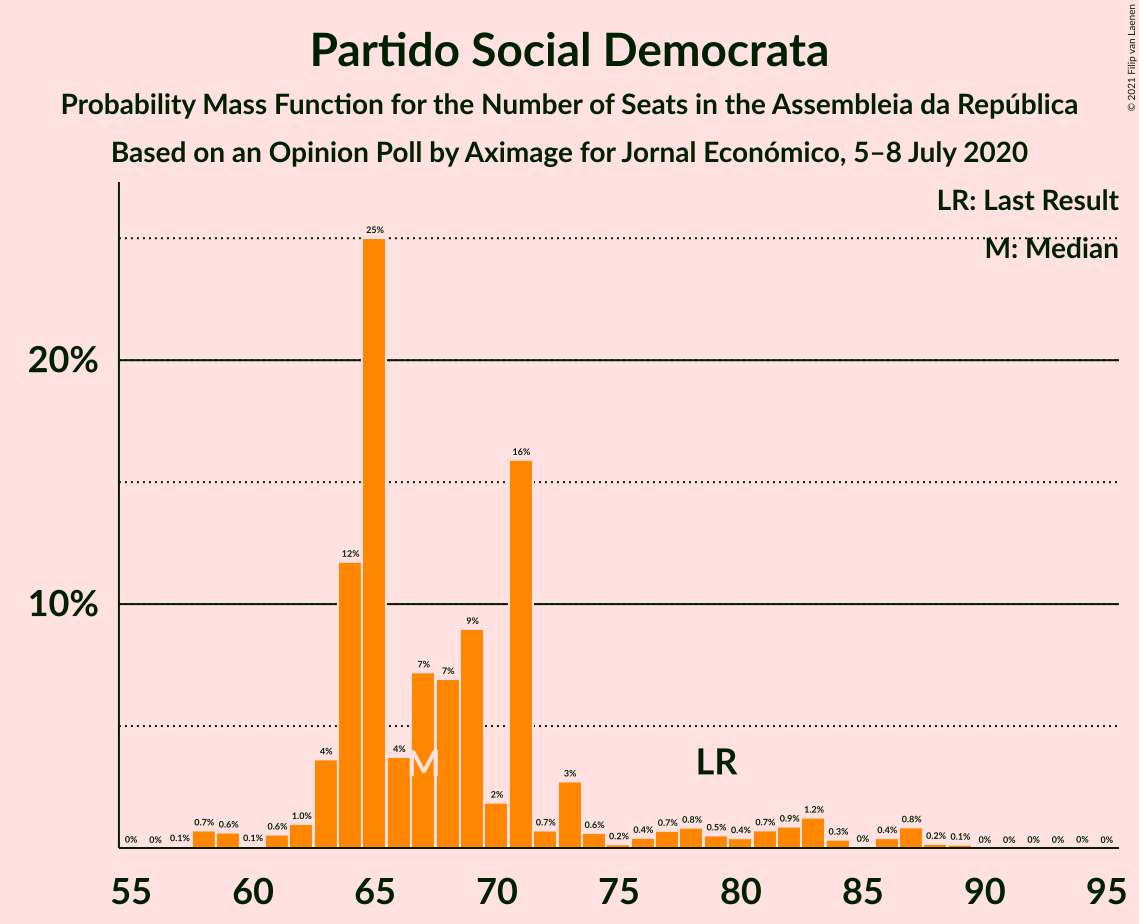 Partido Social Democrata
Probability Mass Function for the Number of Seats in the Assembleia da República
Based on an Opinion Poll by Aximage for Jornal Económico, 5–8 July 2020
© 2021 Filip van Laenen
LR: Last Result
M: Median
20%
10%
0% 0% 0.1% 0.7% 0.6% 0.1% 0.6% 1.0% 4% 12% 25% 4% 7% 7% 9% 2% 16% 0.7% 3% 0.6% 0.2% 0.4% 0.7% 0.8% 0.5% 0.4% 0.7% 0.9% 1.2% 0.3% 0% 0.4% 0.8% 0.2% 0.1% 0% 0% 0% 0% 0% 0%
M
LR
55 60 65 70 75 80 85 90 95